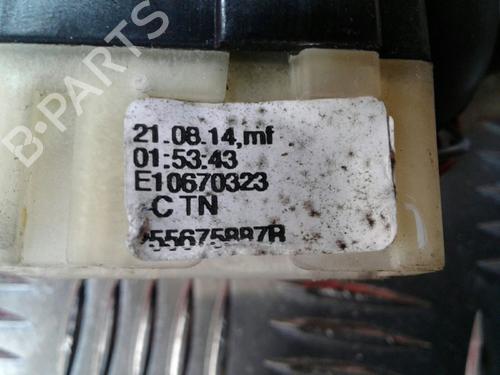 B-PARTS
21.08.14,mf
01:53:43
E10670323
-C TN